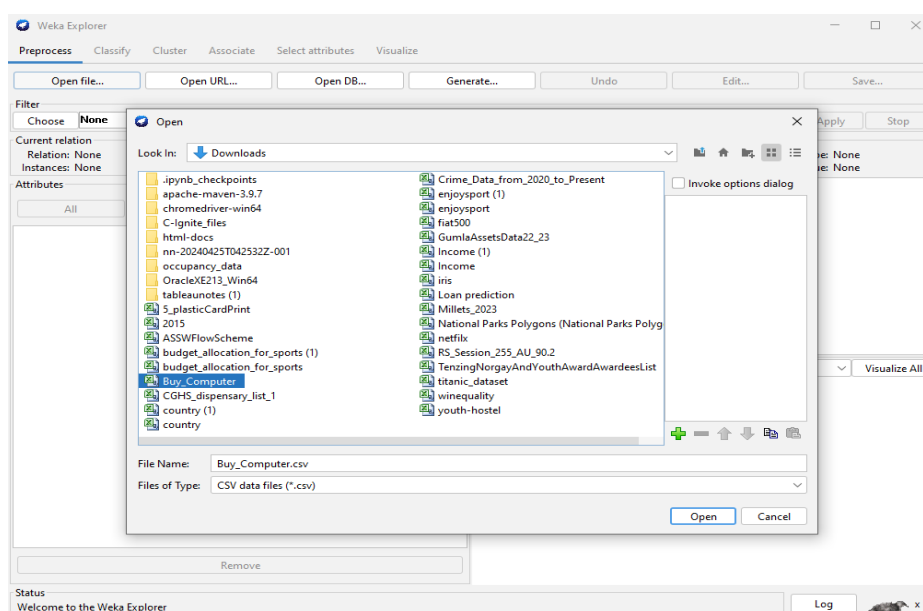 Weka Explorer
Preprocess Classify Cluster Associate Select attributes Visualize
Open file... Open URL... Open DB... Generate... Undo Edit... Save...
Filter
Choose None Apply Stop
Current relation
Relation: None
Instances: None
Attributes
All
Open
Look In: Downloads
Invoke options dialog
.ipynb_checkpoints
apache-maven-3.9.7
chromedriver-win64
C-Ignite_files
html-docs
nn-20240425T042532Z-001
occupancy_data
OracleXE213_Win64
tableaunotes (1)
5_plasticCardPrint
2015
ASSWFlowScheme
budget_allocation_for_sports (1)
budget_allocation_for_sports
Buy_Computer
CGHS_dispensary_list_1
country (1)
country
Crime_Data_from_2020_to_Present
enjoysport (1)
enjoysport
fiat500
GumlaAssetsData22_23
Income (1)
Income
iris
Loan prediction
Millets_2023
National Parks Polygons (National Parks Polyg
netfilx
RS_Session_255_AU_90.2
TenzingNorgayAndYouthAwardAwardeesList
titanic_dataset
winequality
youth-hostel
File Name: Buy_Computer.csv
Files of Type: CSV data files (*.csv)
Open Cancel
pe: None
ue: None
Visualize All
Remove
Status
Welcome to the Weka Explorer
Log
x